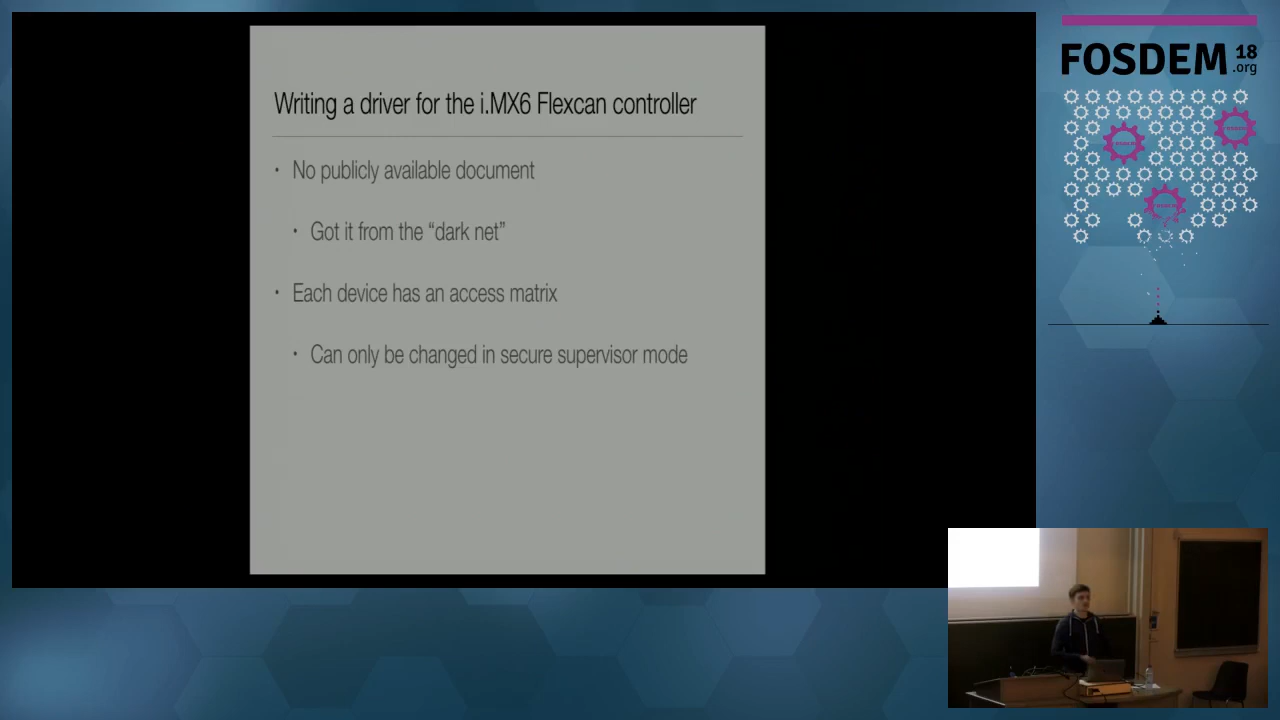 Writing a driver for the i.MX6 Flexcan controller
• No publicly available document
• Got it from the “dark net”
• Each device has an access matrix
• Can only be changed in secure supervisor mode
FOSDEM 18
.org